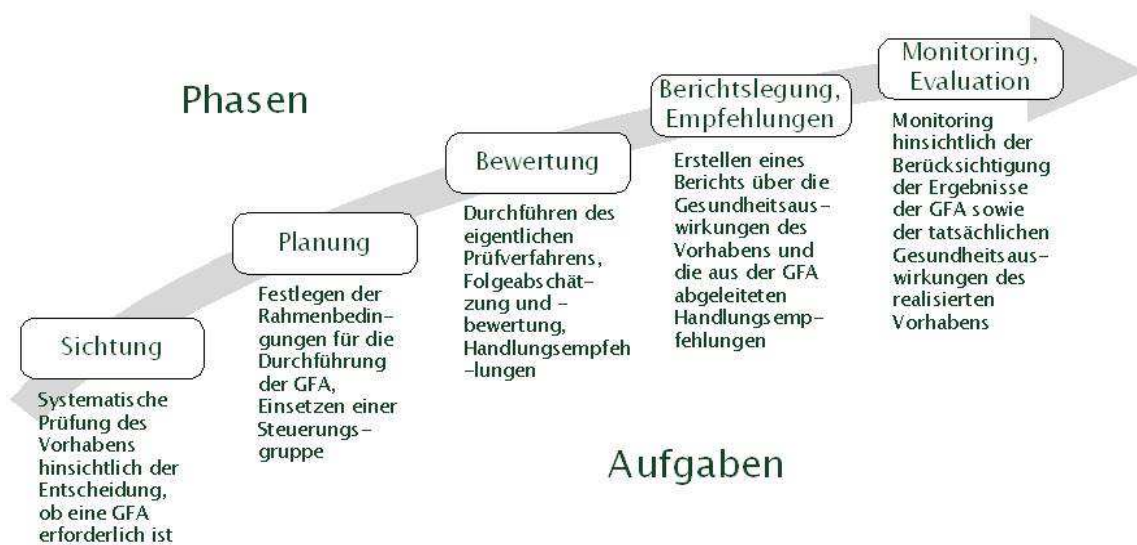 Phasen
Sichtung
Systematische
Prüfung des
Vorhabens
hinsichtlich der
Entscheidung,
ob eine GFA
erforderlich ist
Planung
Festlegen der
Rahmenbedin-
gungen für die
Durchführung
der GFA,
Einsetzen einer
Steuerungs-
gruppe
Bewertung
Durchführen des
eigentlichen
Prüfverfahrens,
Folgeabschät-
zung und -
bewertung,
Handlungsempfeh
-lungen
Berichtslegung,
Empfehlungen
Erstellen eines
Berichts über die
Gesundheitsaus-
wirkungen des
Vorhabens und
die aus der GFA
abgeleiteten
Handlungsemp-
fehlungen
Monitoring,
Evaluation
Monitoring
hinsichtlich der
Berücksichtigung
der Ergebnisse
der GFA sowie
der tatsächlichen
Gesundheitsaus-
wirkungen des
realisierten
Vorhabens
Aufgaben